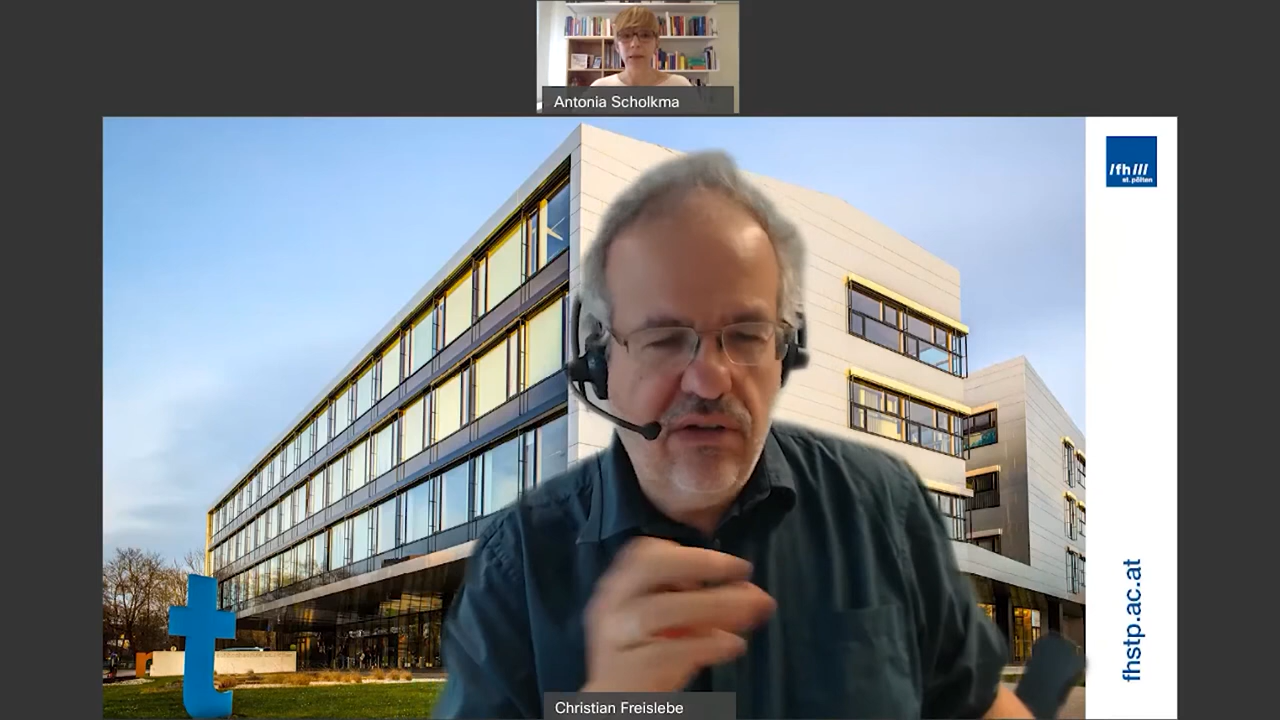 Antonia Scholkma
/fh///
st. pölten
fhstp.ac.at
t
Christian Freislebe